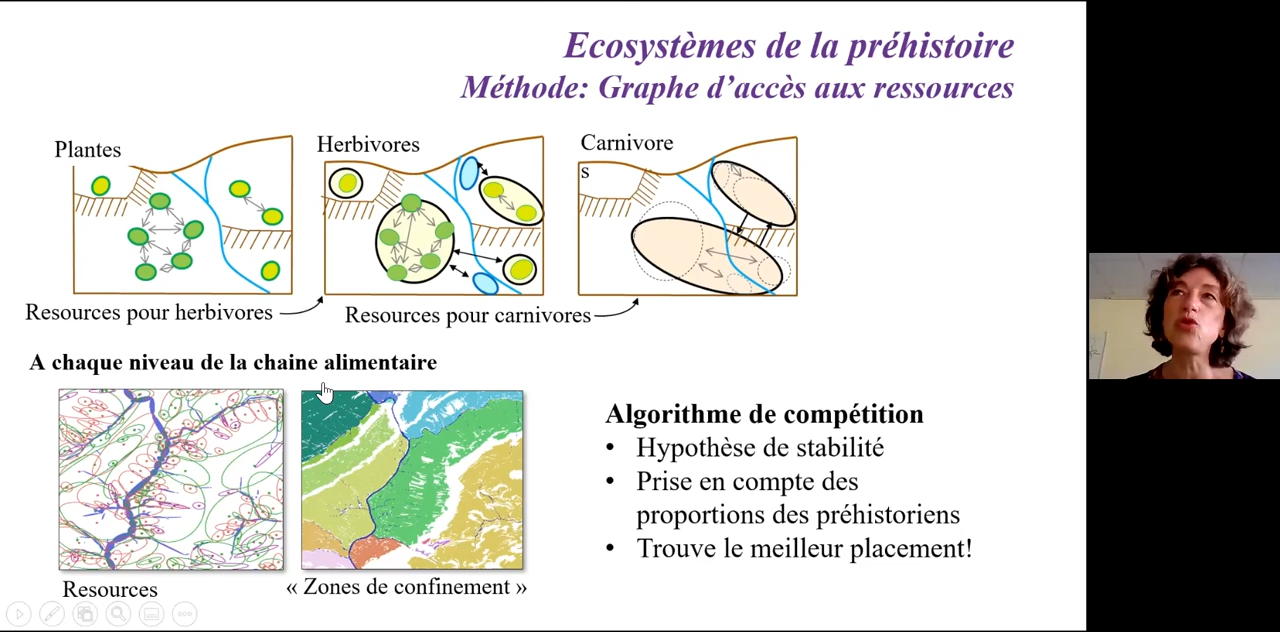 Ecosystèmes de la préhistoire
Méthode: Graphe d’accès aux ressources
Plantes
Herbivores
Carnivore
s
Resources pour herbivores
Resources pour carnivores
A chaque niveau de la chaine alimentaire
Resources
« Zones de confinement »
Algorithme de compétition
• Hypothèse de stabilité
• Prise en compte des
proportions des préhistoriens
• Trouve le meilleur placement!